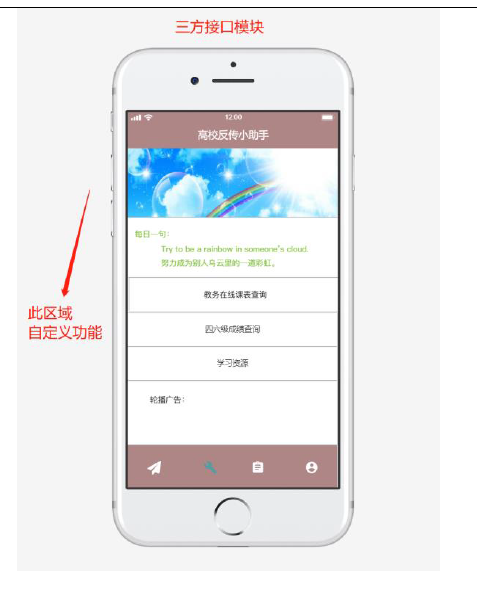 三方接口模块
12:00
高校反传小助手
每日一句:
Try to be a rainbow in someone's cloud.
努力成为别人乌云里的一道彩虹。
此区域
自定义功能
教务在线课表查询
四六级成绩查询
学习资源
轮播广告: